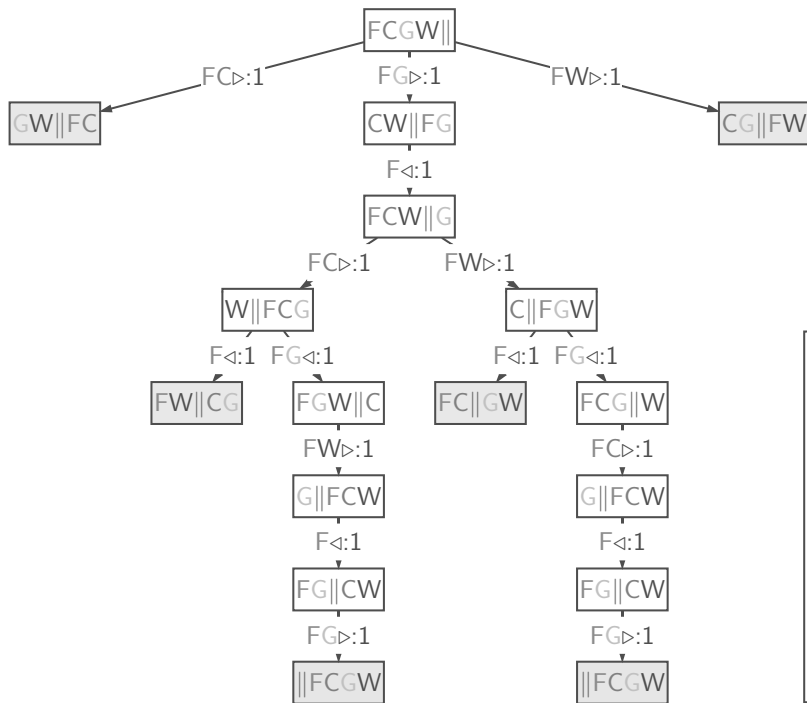 FCGW||
FC▹:1 FG▹:1 FW▹:1
GW||FC CW||FG CG||FW
F◃:1
FCW||G
FC▹:1 FW▹:1
W||FCG C||FGW
F◃:1 FG◃:1 F◃:1 FG◃:1
FW||CG FGW||C FC||GW FCG||W
FW▹:1 FC▹:1
G||FCW G||FCW
F◃:1 F◃:1
FG||CW FG||CW
FG▹:1 FG▹:1
||FCGW ||FCGW